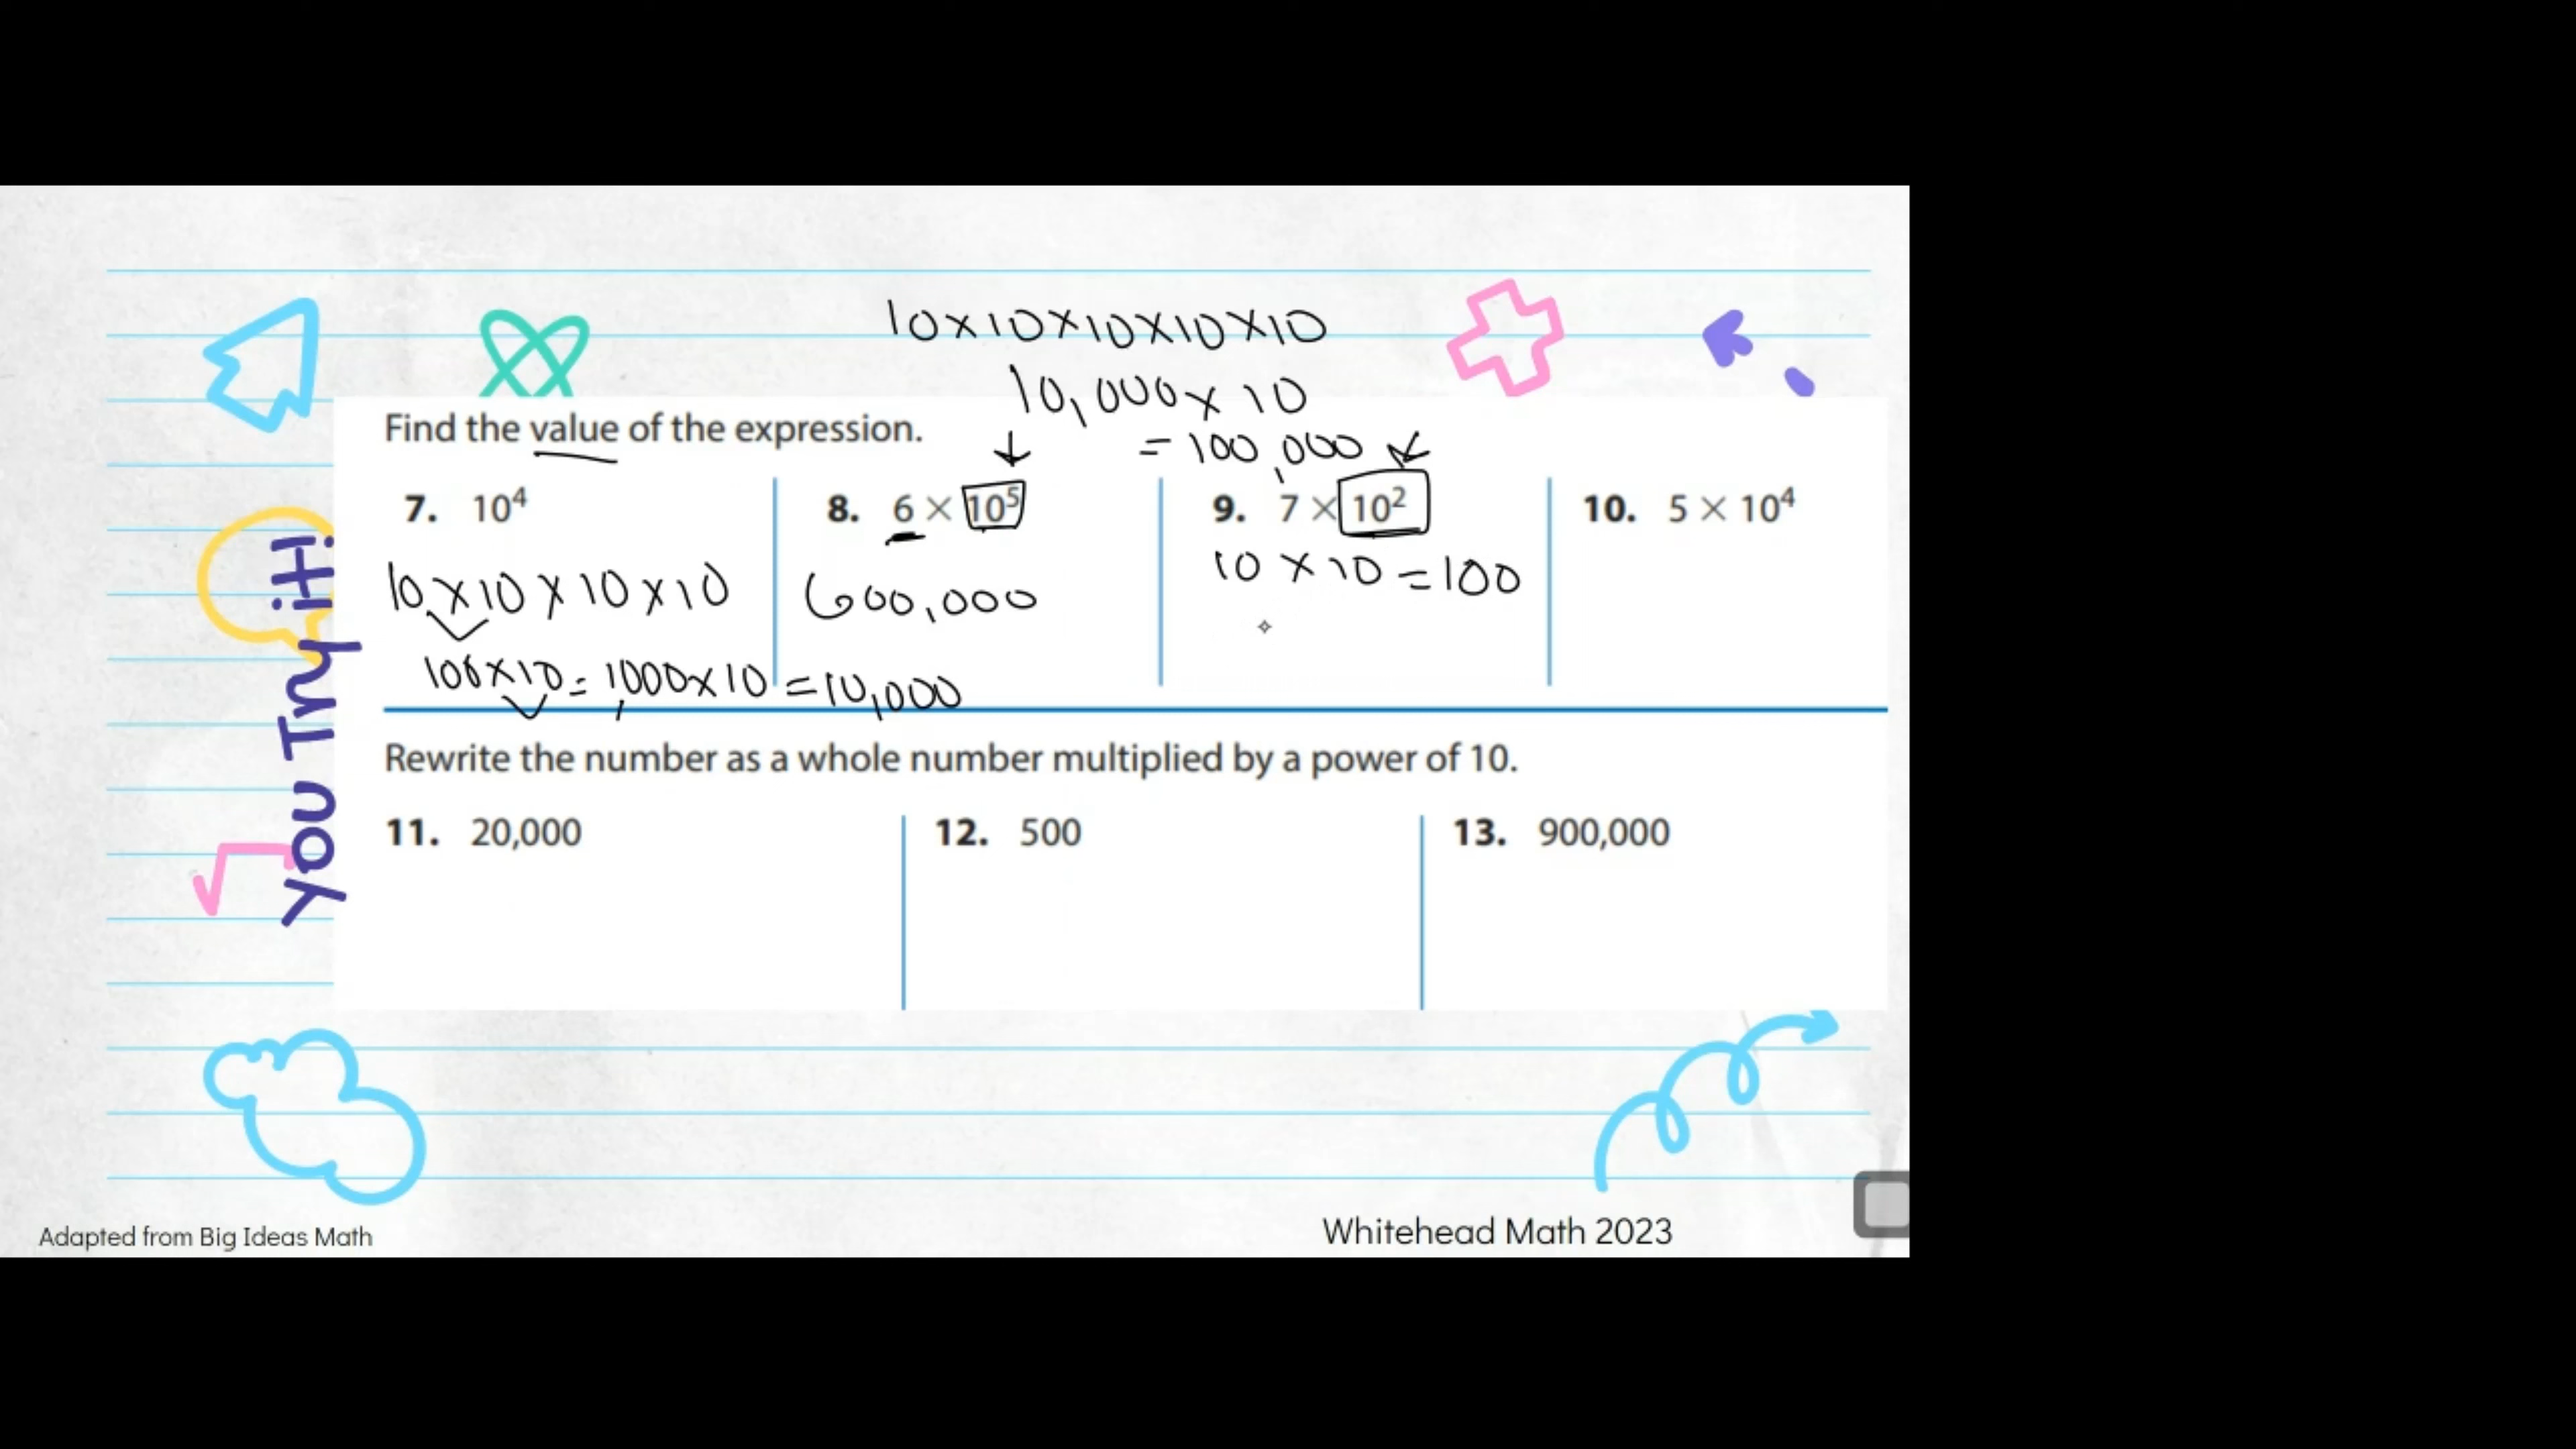 10×10×10×10×10
10,000×10
= 100,000
Find the value of the expression.
7. 10⁴
8. 6 × 10⁵
9. 7 × 10²
10. 5 × 10⁴
10×10×10×10
600,000
10×10=100
100×10=1,000×10=10,000
You Try it!
Rewrite the number as a whole number multiplied by a power of 10.
11. 20,000
12. 500
13. 900,000
Adapted from Big Ideas Math
Whitehead Math 2023